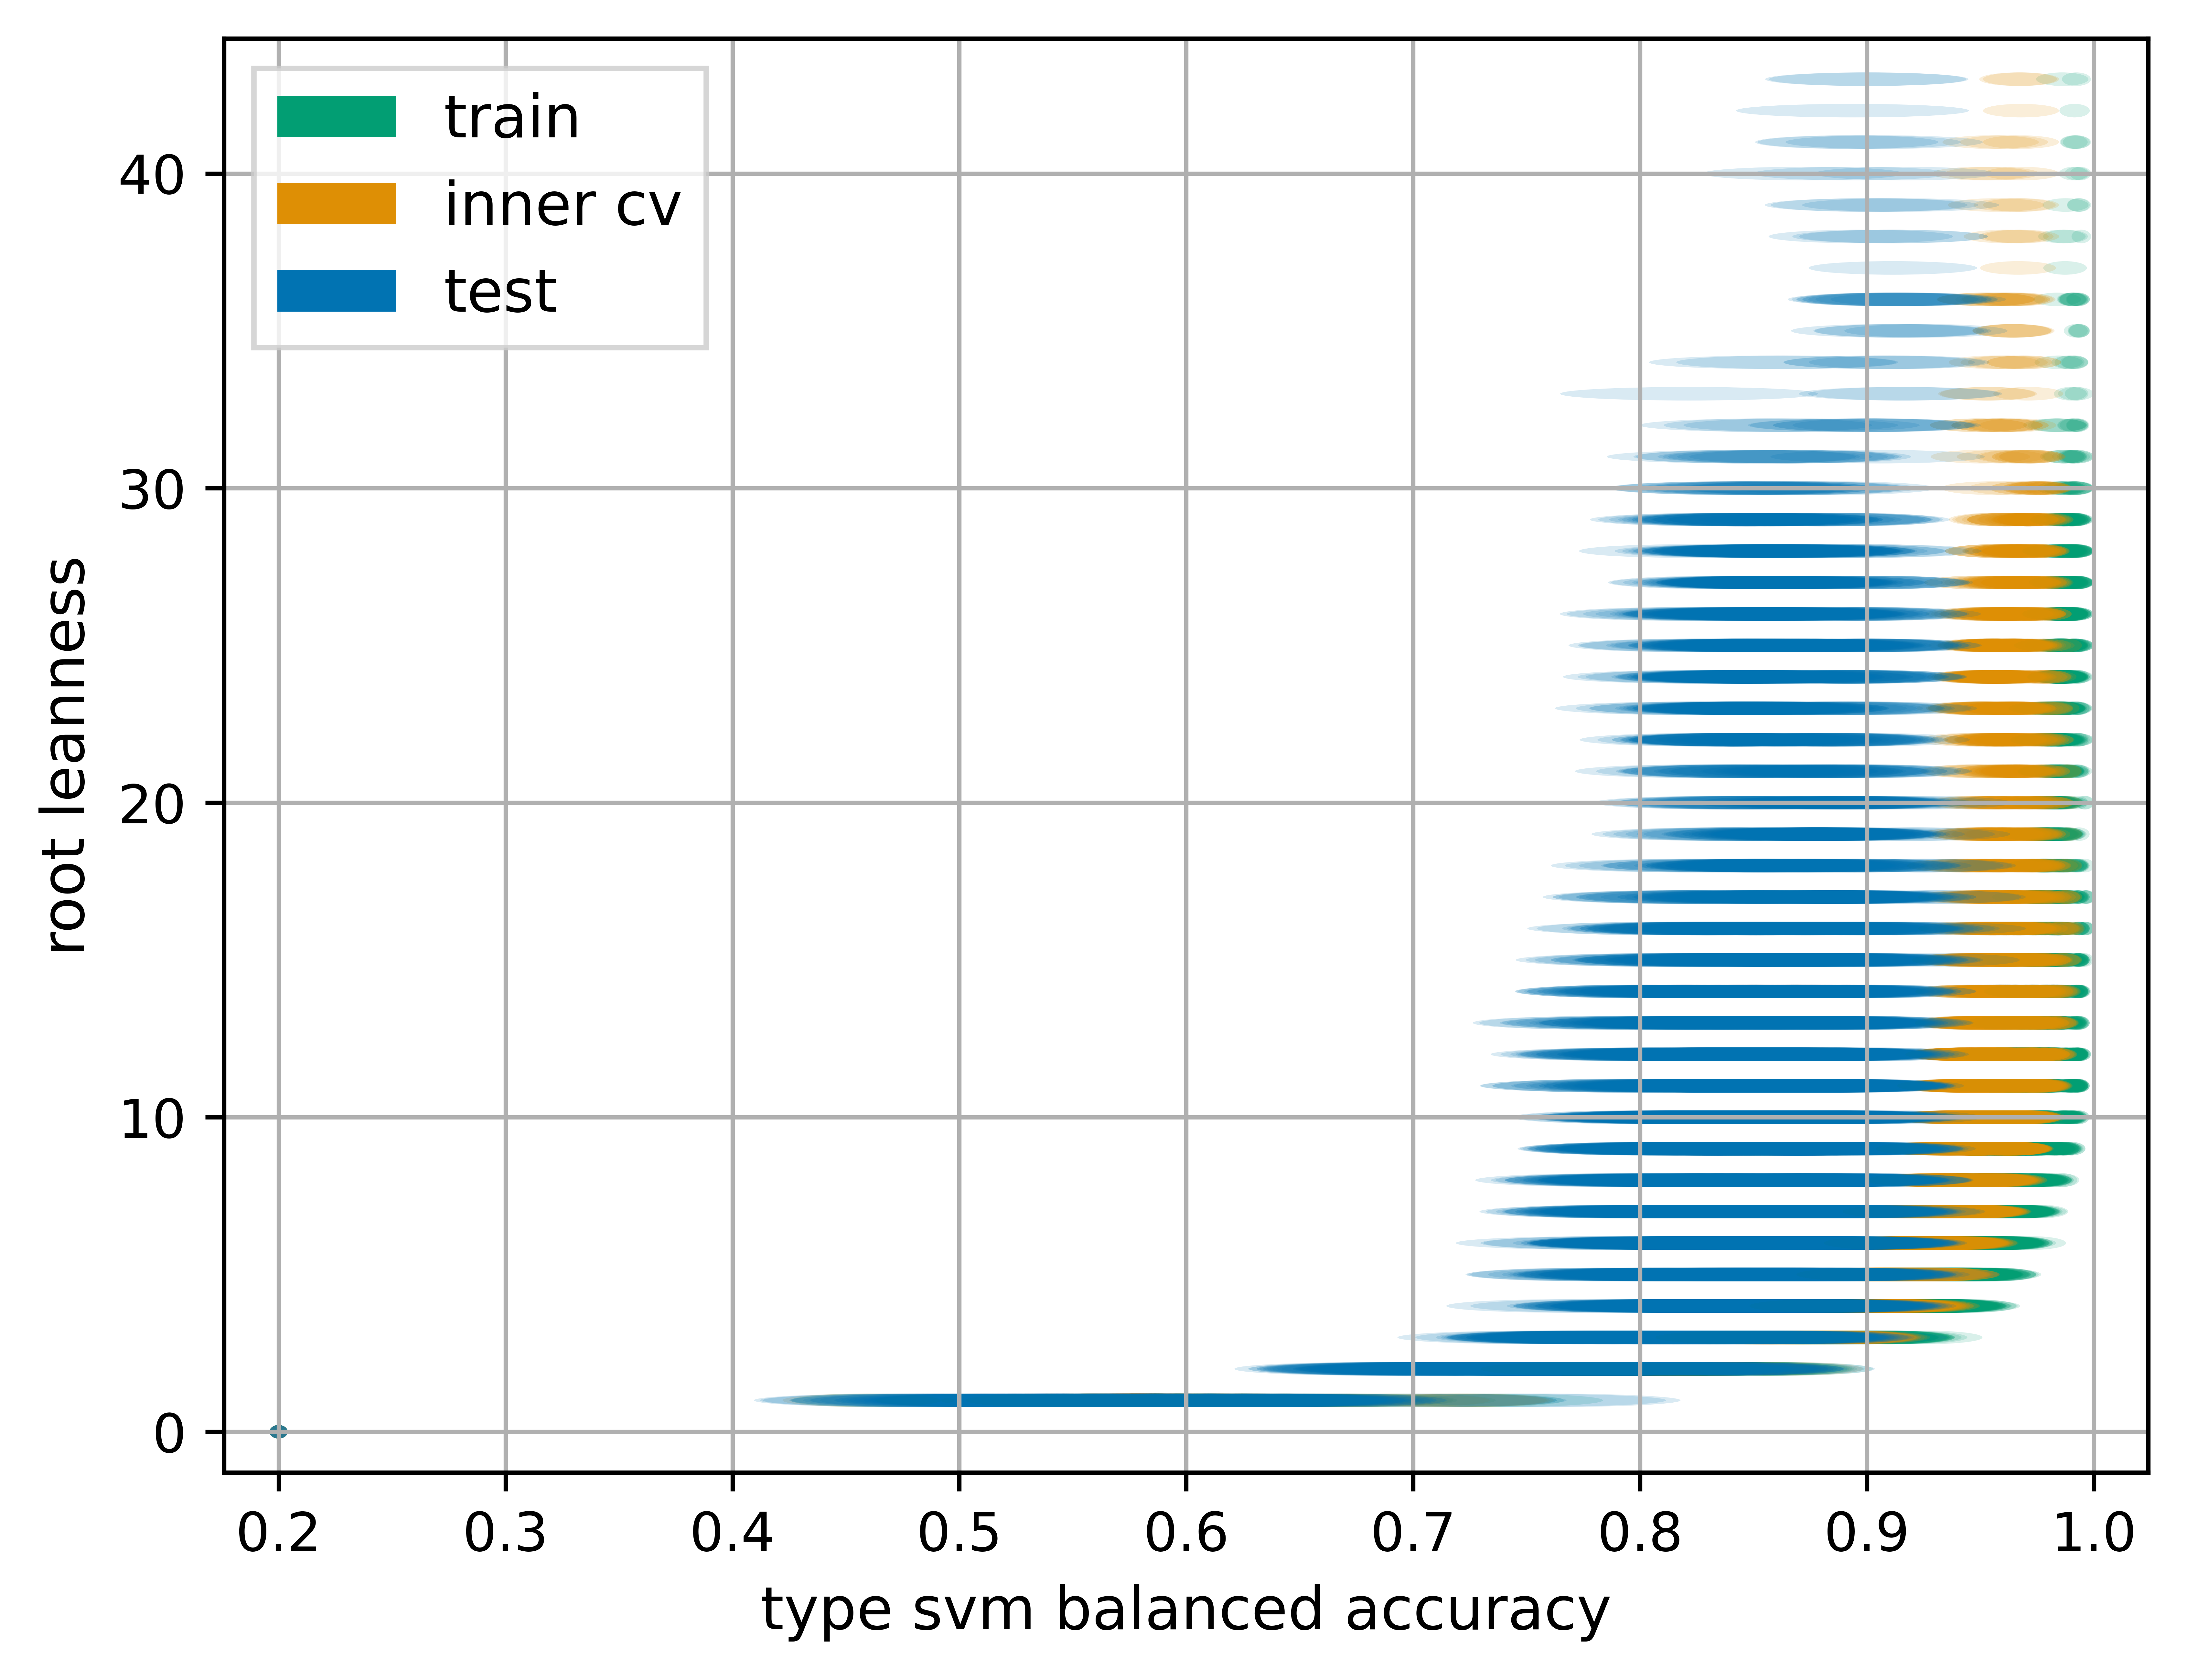 train
inner cv
test
root leanness
40
30
20
10
0
0.2 0.3 0.4 0.5 0.6 0.7 0.8 0.9 1.0
type svm balanced accuracy